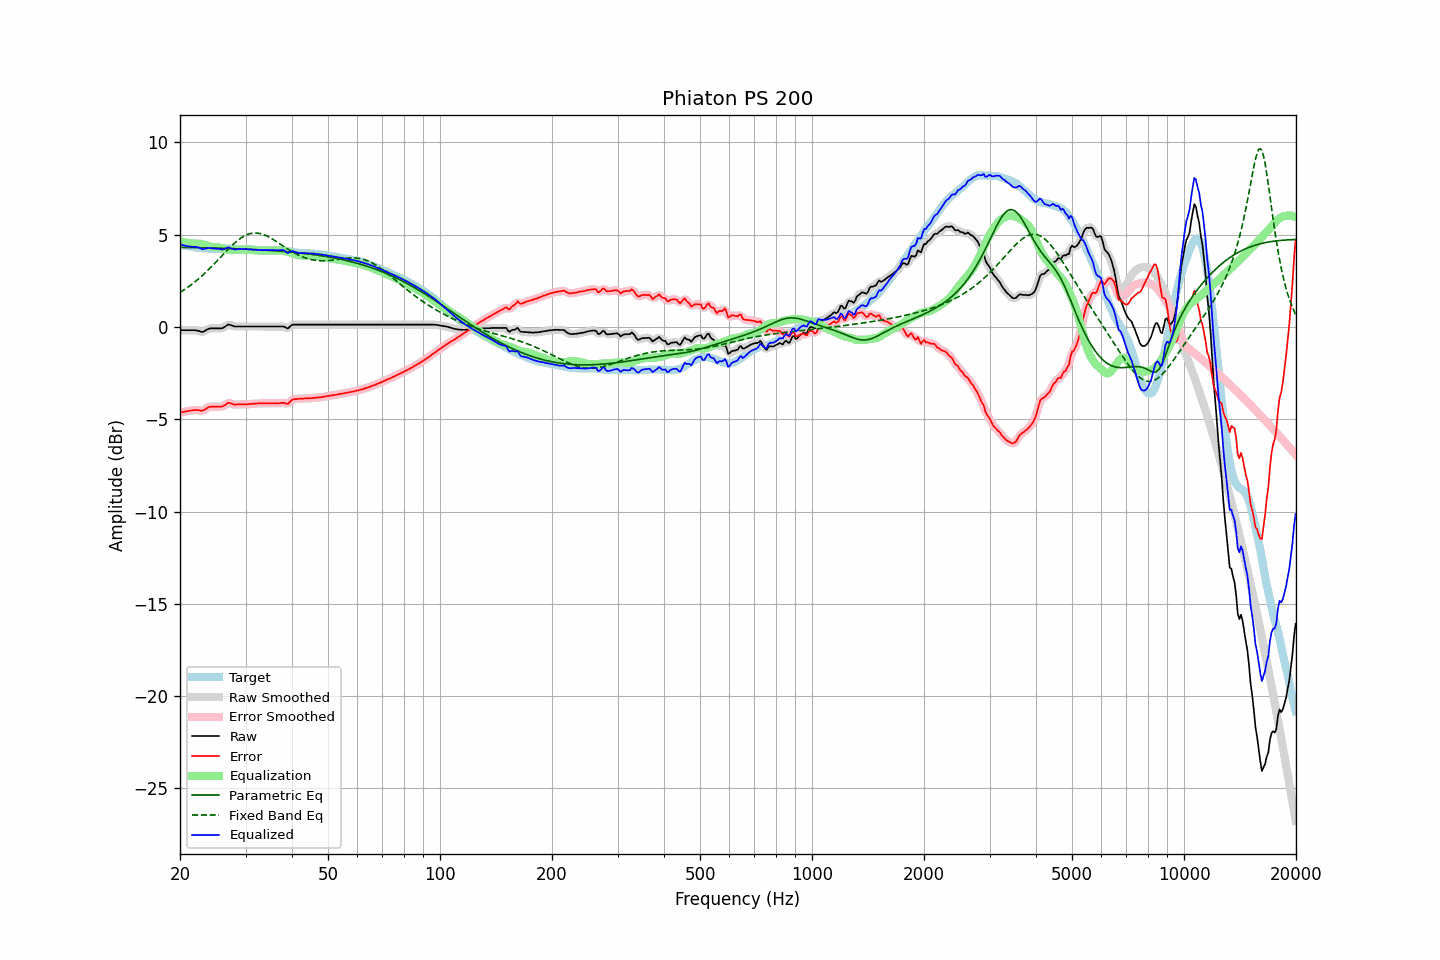 Phiaton PS 200
10
5
0
−5
−10
−15
−20
−25
Amplitude (dBr)
Target
Raw Smoothed
Error Smoothed
Raw
Error
Equalization
Parametric Eq
Fixed Band Eq
Equalized
20 50 100 200 500 1000 2000 5000 10000 20000
Frequency (Hz)